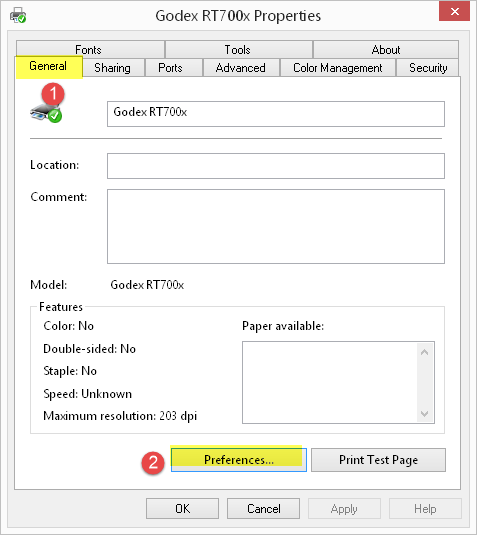 Godex RT700x Properties
Fonts Tools About
General Sharing Ports Advanced Color Management Security
1
Godex RT700x
Location:
Comment:
Model: Godex RT700x
Features
Color: No Paper available:
Double-sided: No
Staple: No
Speed: Unknown
Maximum resolution: 203 dpi
2 Preferences... Print Test Page
OK Cancel Apply Help